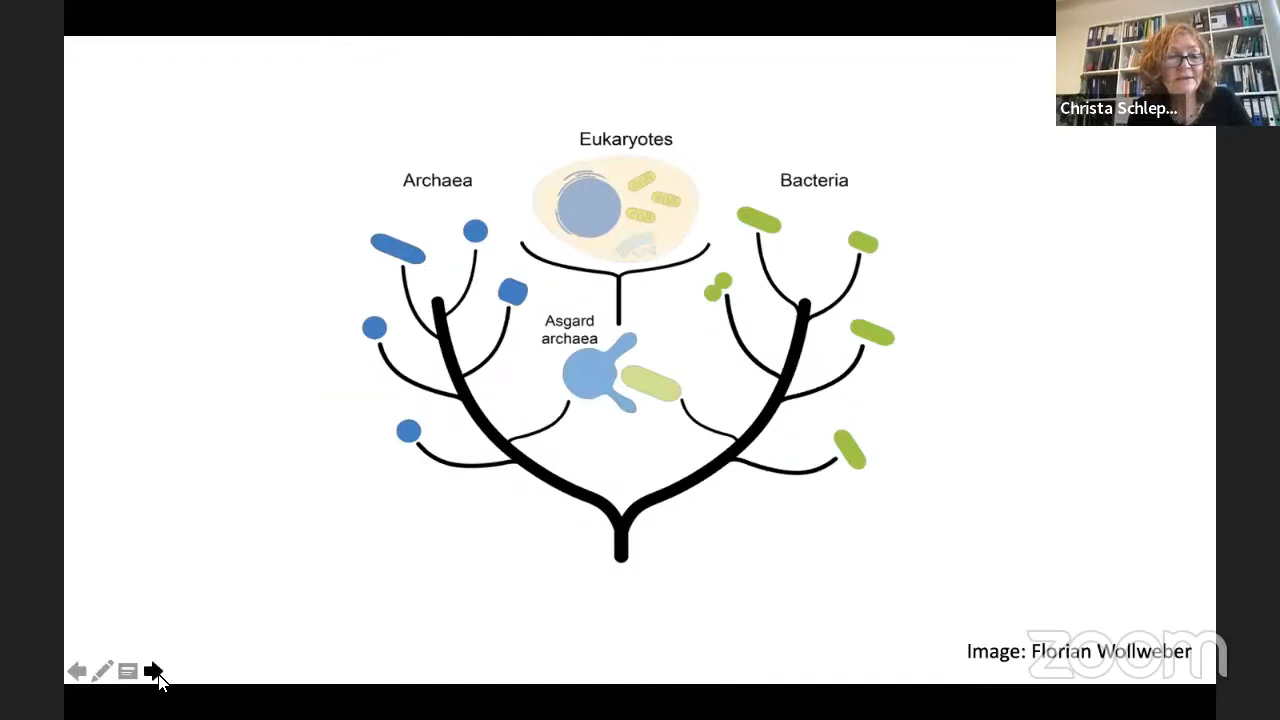 Christa Schlep...
Eukaryotes
Archaea
Bacteria
Asgard
archaea
Image: Florian Wollweber
zoom